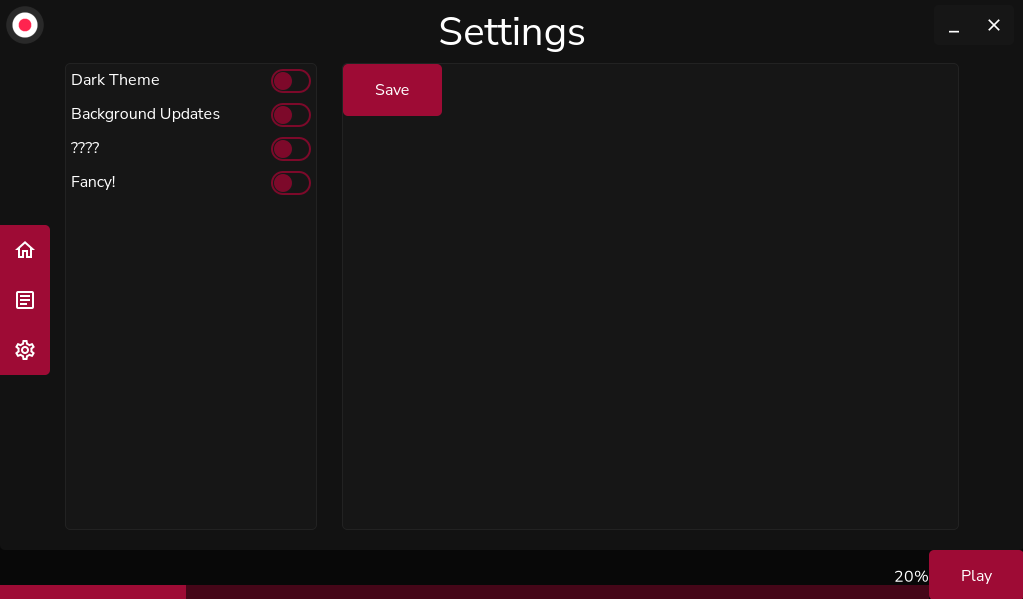 Settings
Dark Theme
Background Updates
????
Fancy!
Save
20%
Play